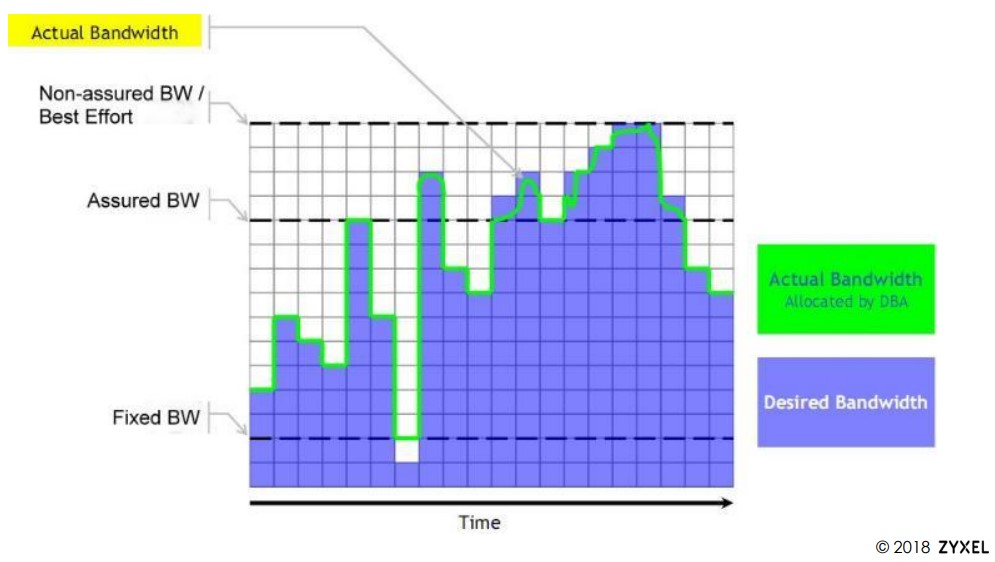 Actual Bandwidth
Non-assured BW /
Best Effort
Assured BW
Fixed BW
Actual Bandwidth
Allocated by DBA
Desired Bandwidth
Time
© 2018 ZYXEL